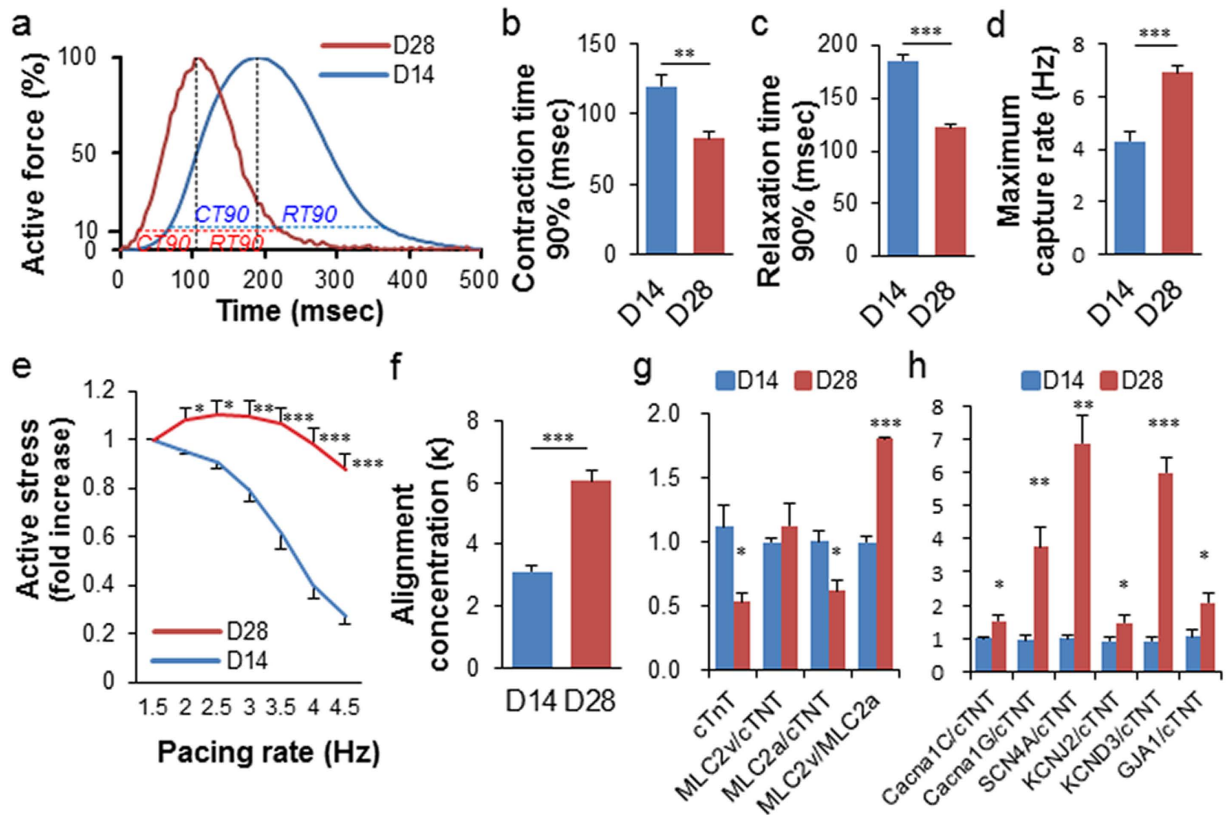 a
D28
D14
Active force (%)
100
50
10
0
CT90
RT90
CT90
RT90
0
100
200
300
400
500
Time (msec)
b
Contraction time
90% (msec)
150
100
50
0
**
D14
D28
c
Relaxation time
90% (msec)
200
150
100
50
0
***
D14
D28
d
Maximum
capture rate (Hz)
8
6
4
2
0
***
D14
D28
e
Active stress
(fold increase)
1.2
1
0.8
0.6
0.4
0.2
0
*
*
**
***
***
***
D28
D14
1.5
2
2.5
3
3.5
4
4.5
Pacing rate (Hz)
f
Alignment
concentration (κ)
8
6
4
2
0
***
D14
D28
g
D14
D28
2.0
1.5
1.0
0.5
0.0
*
*
***
cTnT
MLC2v/cTNT
MLC2a/cTNT
MLC2v/MLC2a
h
D14
D28
8
7
6
5
4
3
2
1
0
*
**
**
*
***
*
Cacna1C/cTNT
Cacna1G/cTNT
SCN4A/cTNT
KCNJ2/cTNT
KCND3/cTNT
GJA1/cTNT